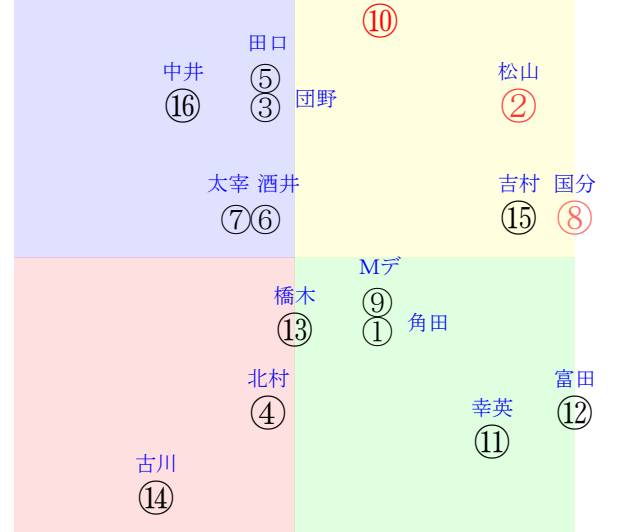 ⑩
田口
中井
⑤
松山
⑯
③
団野
②
太宰 酒井
吉村
国分
⑦⑥
⑮
⑧
Mデ
橋木
⑨
⑬
①
角田
北村
富田
④
幸英
⑫
⑪
古川
⑭